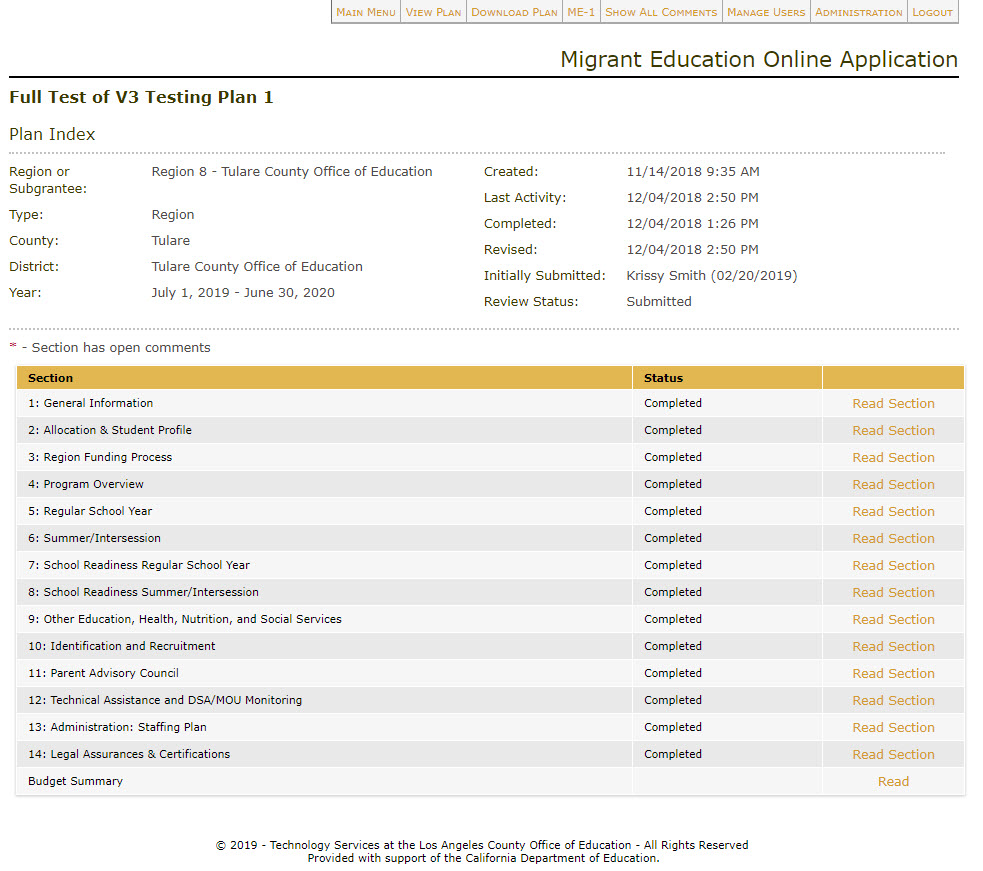 Main Menu View Plan Download Plan ME-1 Show All Comments Manage Users Administration Logout
Migrant Education Online Application
Full Test of V3 Testing Plan 1
Plan Index
Region or Subgrantee: Region 8 - Tulare County Office of Education
Type: Region
County: Tulare
District: Tulare County Office of Education
Year: July 1, 2019 - June 30, 2020
Created: 11/14/2018 9:35 AM
Last Activity: 12/04/2018 2:50 PM
Completed: 12/04/2018 1:26 PM
Revised: 12/04/2018 2:50 PM
Initially Submitted: Krissy Smith (02/20/2019)
Review Status: Submitted
* - Section has open comments
Section Status
1: General Information Completed Read Section
2: Allocation & Student Profile Completed Read Section
3: Region Funding Process Completed Read Section
4: Program Overview Completed Read Section
5: Regular School Year Completed Read Section
6: Summer/Intersession Completed Read Section
7: School Readiness Regular School Year Completed Read Section
8: School Readiness Summer/Intersession Completed Read Section
9: Other Education, Health, Nutrition, and Social Services Completed Read Section
10: Identification and Recruitment Completed Read Section
11: Parent Advisory Council Completed Read Section
12: Technical Assistance and DSA/MOU Monitoring Completed Read Section
13: Administration: Staffing Plan Completed Read Section
14: Legal Assurances & Certifications Completed Read Section
Budget Summary Read
© 2019 - Technology Services at the Los Angeles County Office of Education - All Rights Reserved
Provided with support of the California Department of Education.